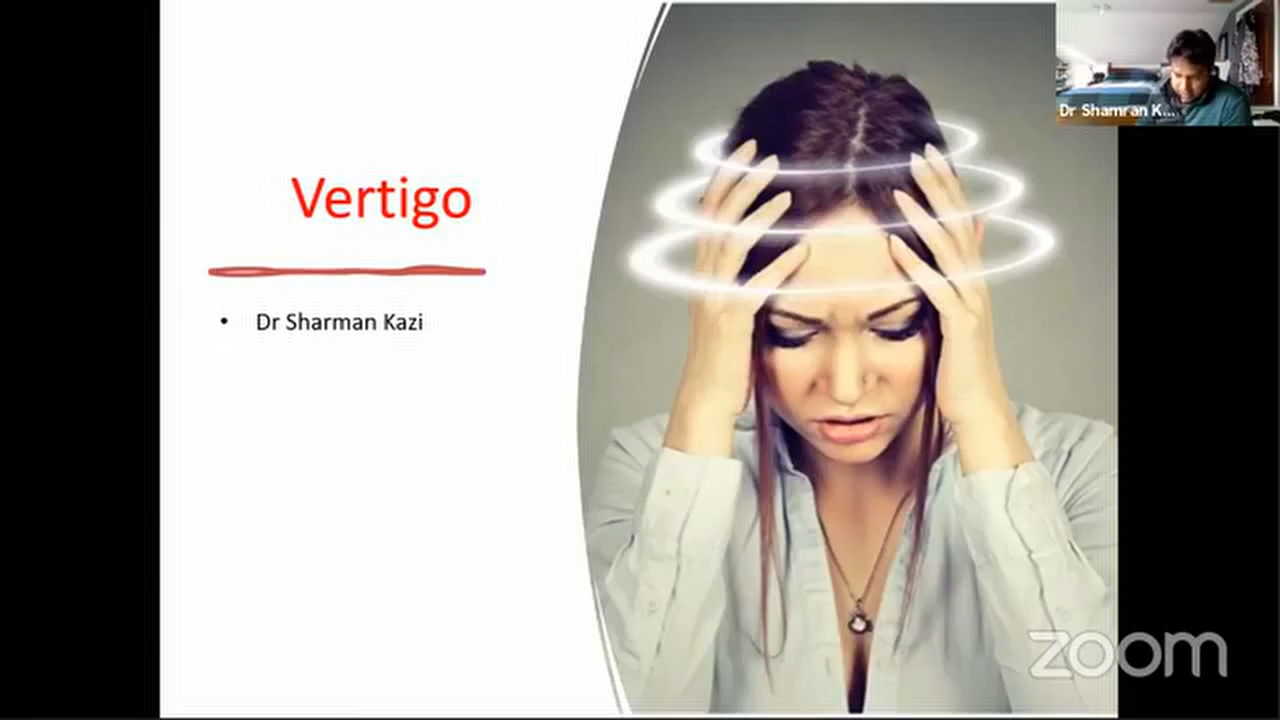 Dr Shamran K...
Vertigo
• Dr Sharman Kazi
zoom